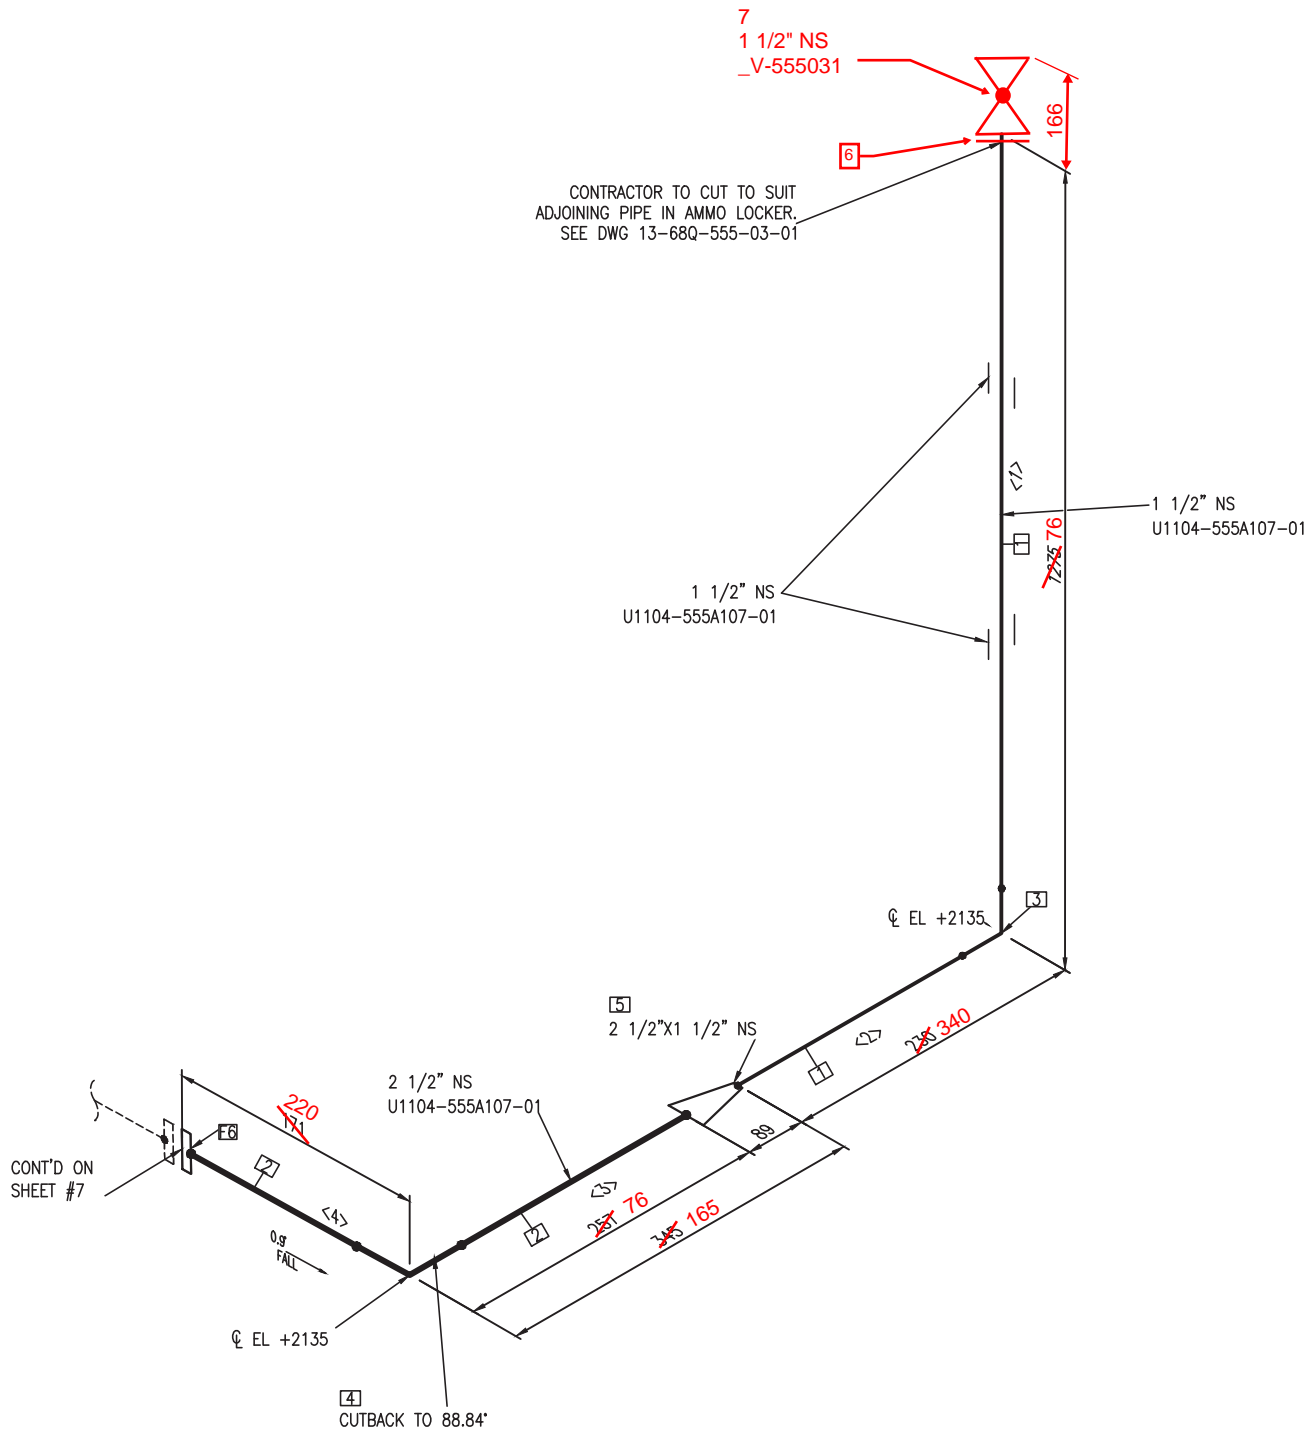 7
1 1/2" NS
_V-555031
166
6
CONTRACTOR TO CUT TO SUIT
ADJOINING PIPE IN AMMO LOCKER.
SEE DWG 13-68Q-555-03-01
<1>
1 1/2" NS
U1104-555A107-01
1
1275 76
1 1/2" NS
U1104-555A107-01
3
℄ EL +2135
5
2 1/2"X1 1/2" NS
<2>
230 340
1
2 1/2" NS
U1104-555A107-01
220
171
89
F6
CONT'D ON
SHEET #7
2
<3>
<4>
76
2
345 165
0.9°
FALL
℄ EL +2135
4
CUTBACK TO 88.84°